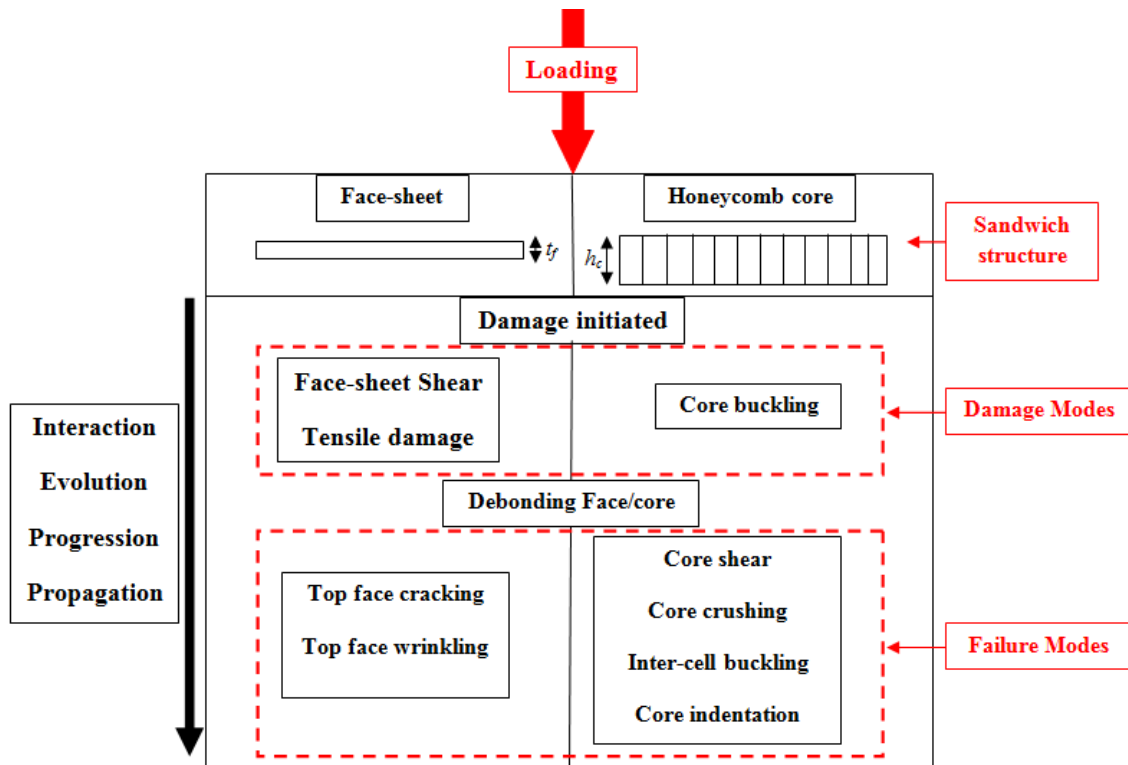 Loading
Face-sheet
Honeycomb core
Sandwich
structure
tf
hc
Damage initiated
Face-sheet Shear
Tensile damage
Core buckling
Damage Modes
Interaction
Evolution
Progression
Propagation
Debonding Face/core
Top face cracking
Top face wrinkling
Core shear
Core crushing
Inter-cell buckling
Core indentation
Failure Modes